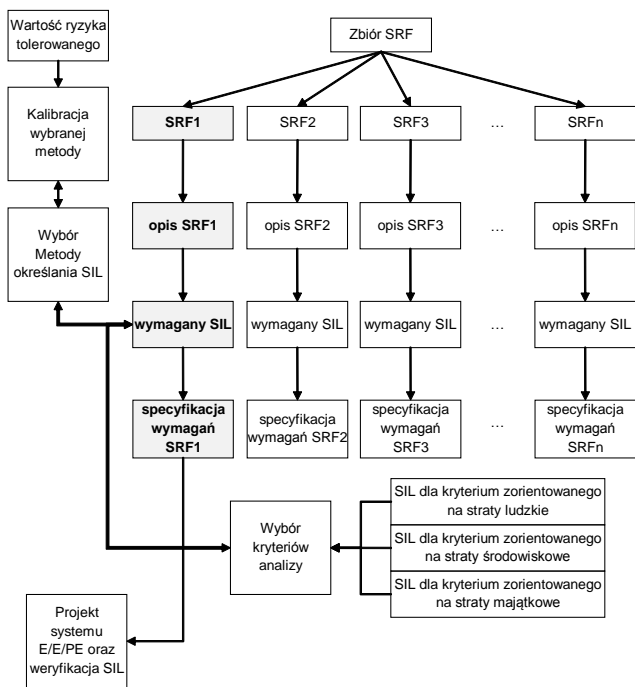 Wartość ryzyka
tolerowanego
Zbiór SRF
Kalibracja
wybranej
metody
SRF1
SRF2
SRF3
...
SRFn
Wybór
Metody
określania SIL
opis SRF1
opis SRF2
opis SRF3
...
opis SRFn
wymagany SIL
wymagany SIL
wymagany SIL
...
wymagany SIL
specyfikacja
wymagań
SRF1
specyfikacja
wymagań SRF2
specyfikacja
wymagań
SRF3
...
specyfikacja
wymagań
SRFn
Wybór
kryteriów
analizy
SIL dla kryterium zorientowanego
na straty ludzkie
SIL dla kryterium zorientowanego
na straty środowiskowe
SIL dla kryterium zorientowanego
na straty majątkowe
Projekt
systemu
E/E/PE oraz
weryfikacja SIL